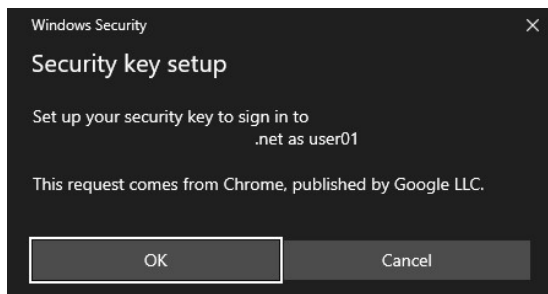 Windows Security
Security key setup
Set up your security key to sign in to
.net as user01
This request comes from Chrome, published by Google LLC.
OK
Cancel